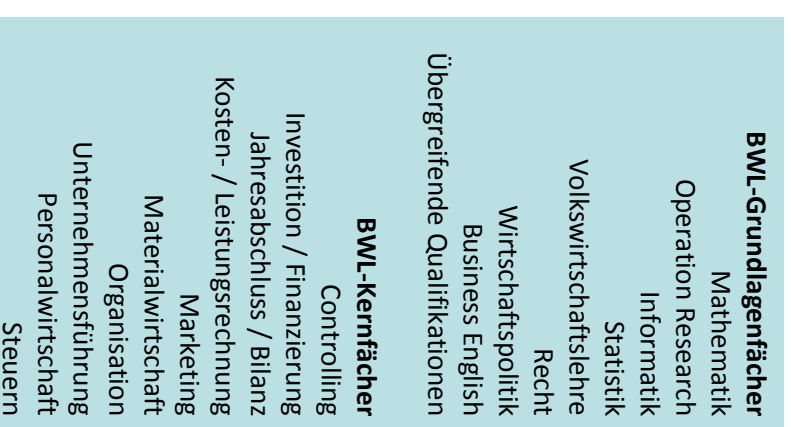 BWL-Grundlagenfächer
Mathematik
Operation Research
Informatik
Statistik
Volkswirtschaftslehre
Recht
Wirtschaftspolitik
Business English
Übergreifende Qualifikationen
BWL-Kernfächer
Controlling
Investition / Finanzierung
Jahresabschluss / Bilanz
Kosten- / Leistungsrechnung
Marketing
Materialwirtschaft
Organisation
Unternehmensführung
Personalwirtschaft
Steuern